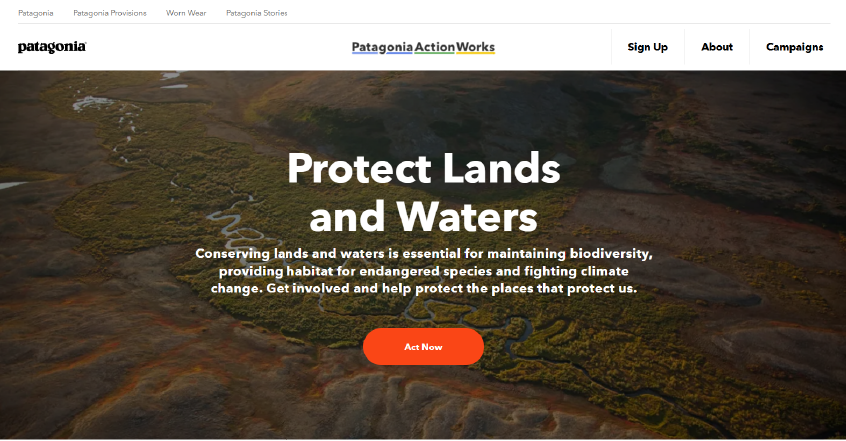 Patagonia Patagonia Provisions Worn Wear Patagonia Stories
patagonia® Patagonia Action Works Sign Up About Campaigns
Protect Lands
and Waters
Conserving lands and waters is essential for maintaining biodiversity,
providing habitat for endangered species and fighting climate
change. Get involved and help protect the places that protect us.
Act Now